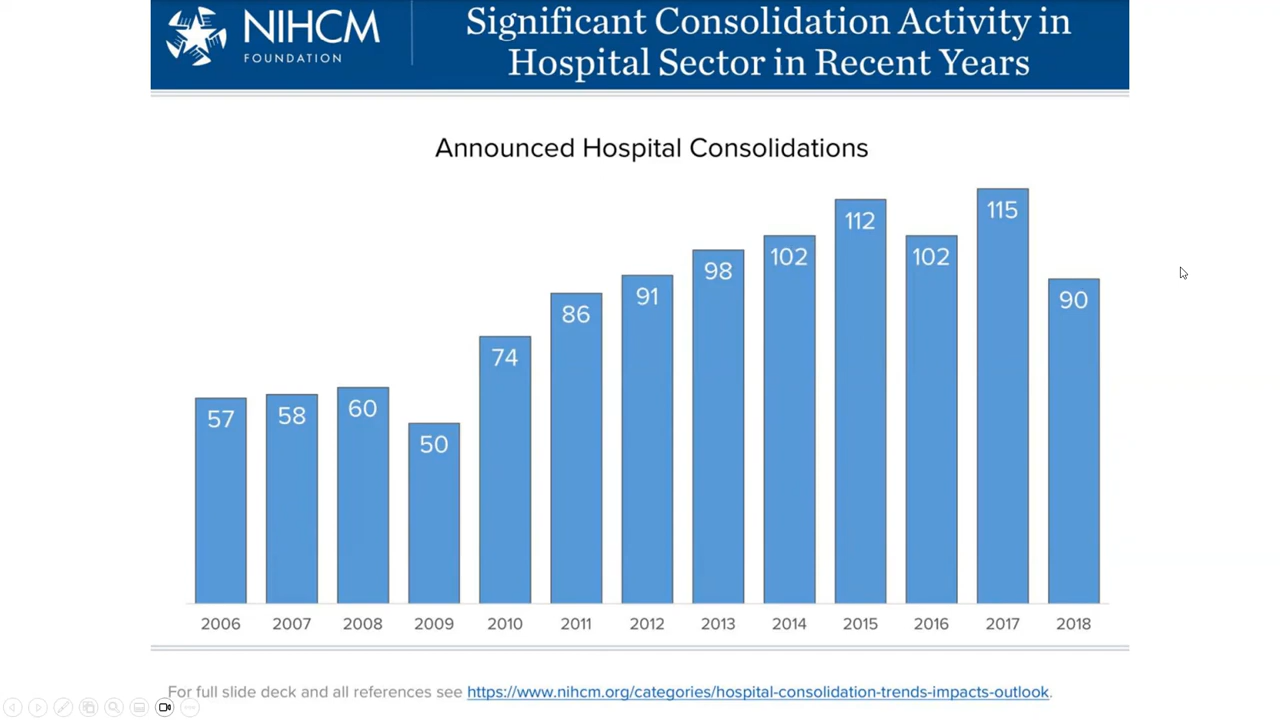 NIHCM
FOUNDATION
Significant Consolidation Activity in
Hospital Sector in Recent Years
Announced Hospital Consolidations
57
58
60
50
74
86
91
98
102
112
102
115
90
2006 2007 2008 2009 2010 2011 2012 2013 2014 2015 2016 2017 2018
For full slide deck and all references see https://www.nihcm.org/categories/hospital-consolidation-trends-impacts-outlook.